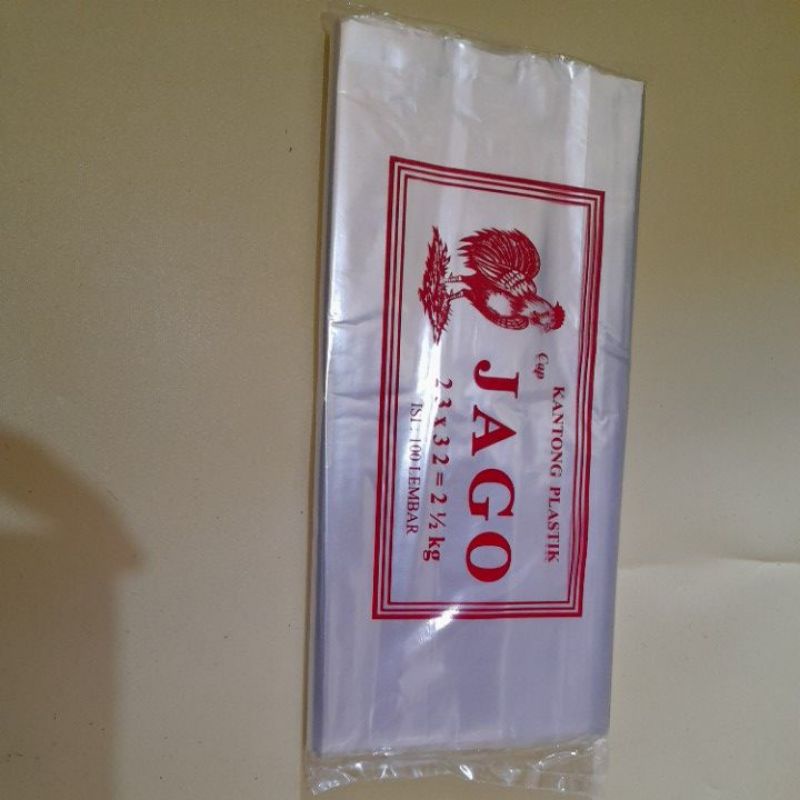 KANTONG PLASTIK
Cap
JAGO
23 x 32 = 2 ½ kg
ISI : 100 LEMBAR